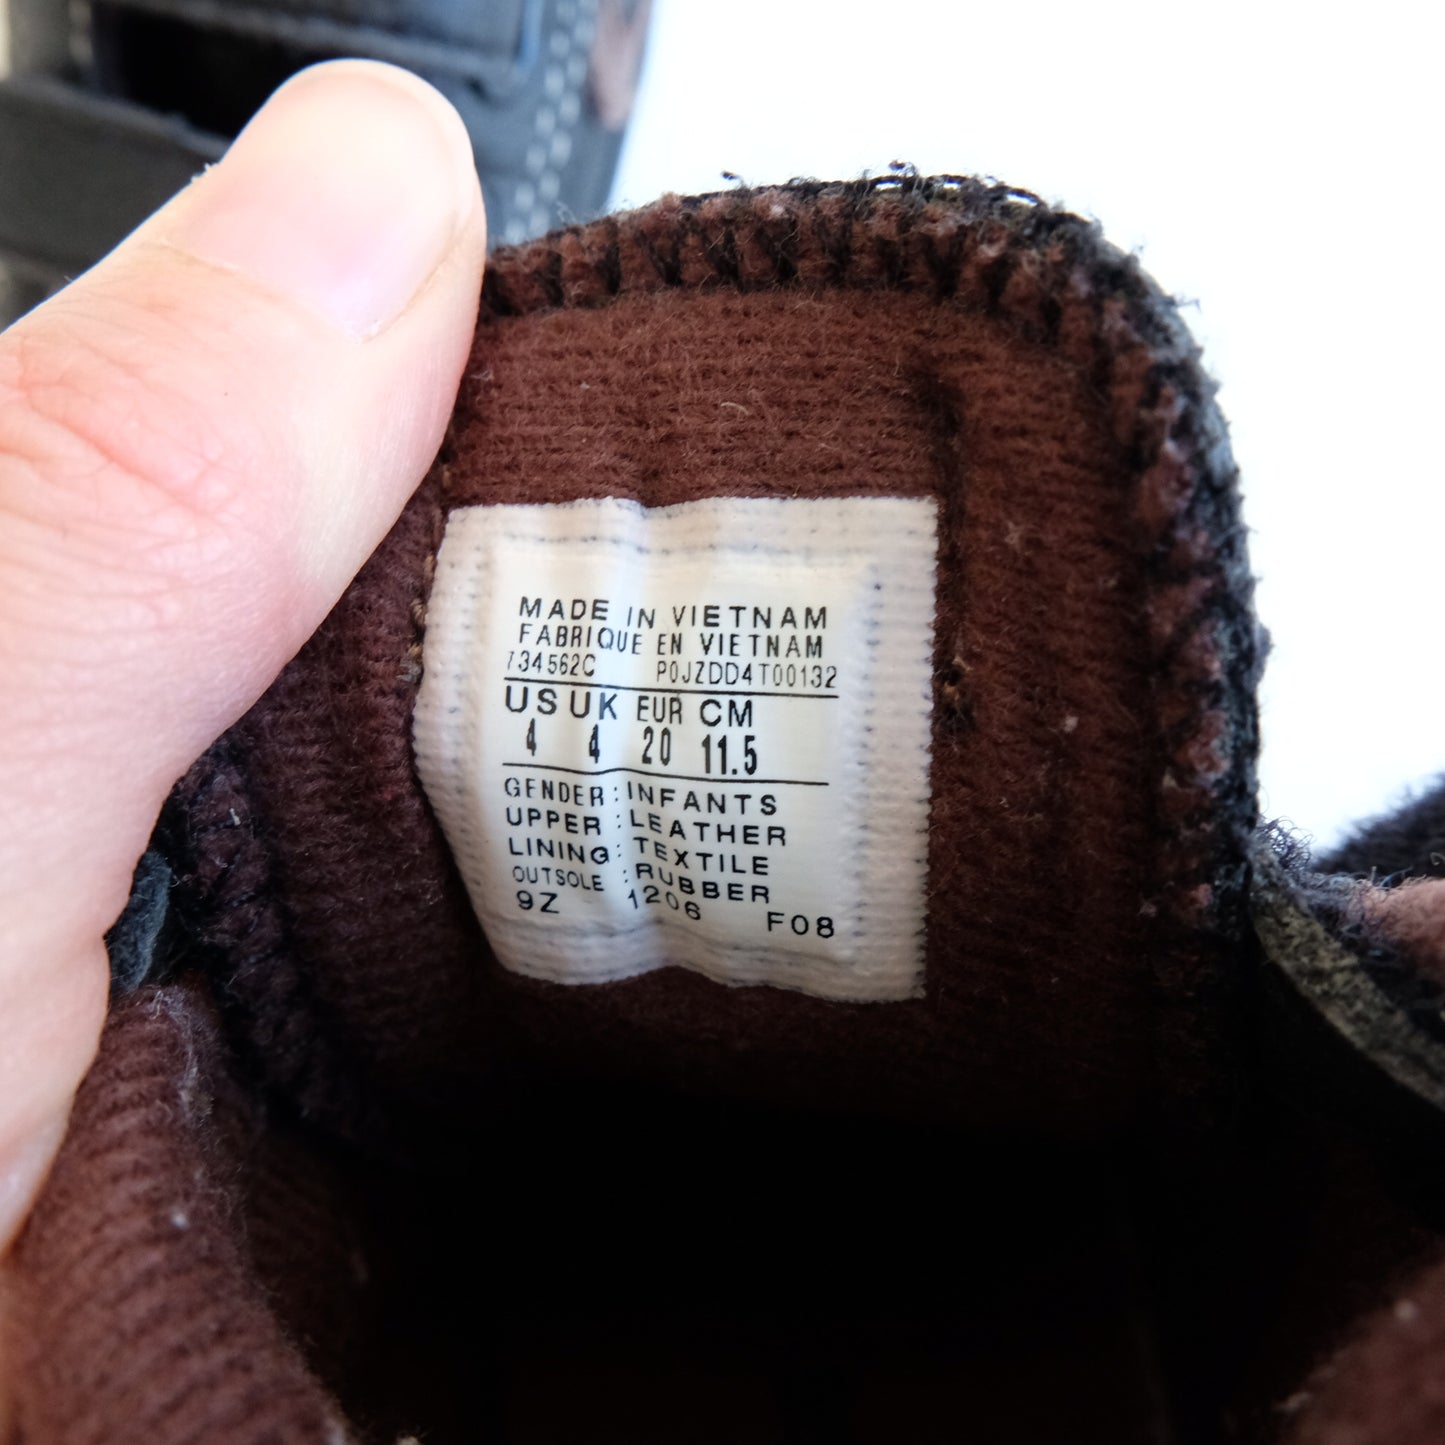 MADE IN VIETNAM
FABRIQUE EN VIETNAM
734562C P0JZDD4T00132
US UK EUR CM
4 4 20 11.5
GENDER : INFANTS
UPPER : LEATHER
LINING : TEXTILE
OUTSOLE : RUBBER
9Z 1206 F08